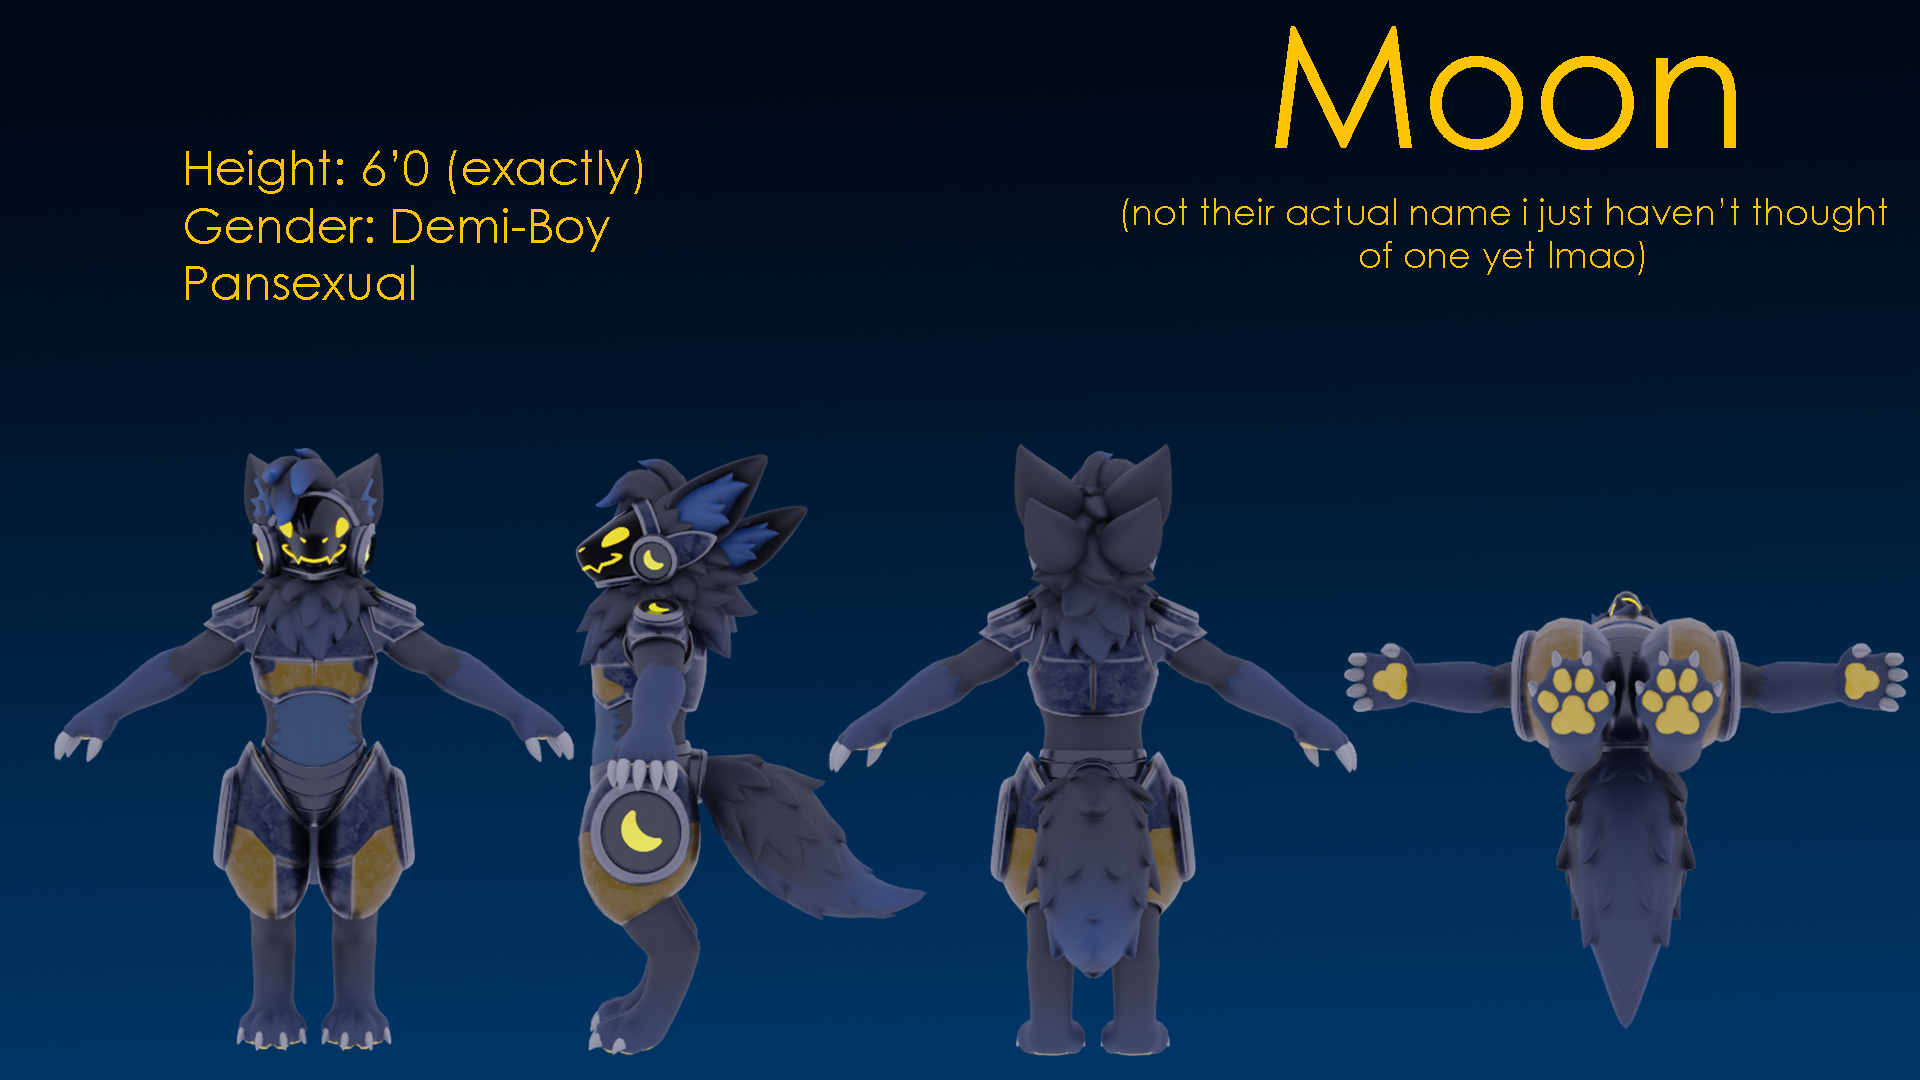 Moon
(not their actual name i just haven't thought
of one yet lmao)
Height: 6'0 (exactly)
Gender: Demi-Boy
Pansexual